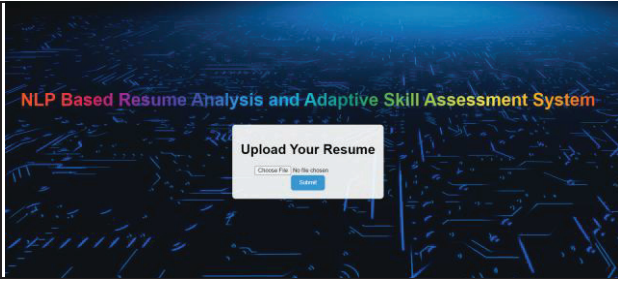 NLP Based Resume Analysis and Adaptive Skill Assessment System
Upload Your Resume
Choose File No file chosen
Submit